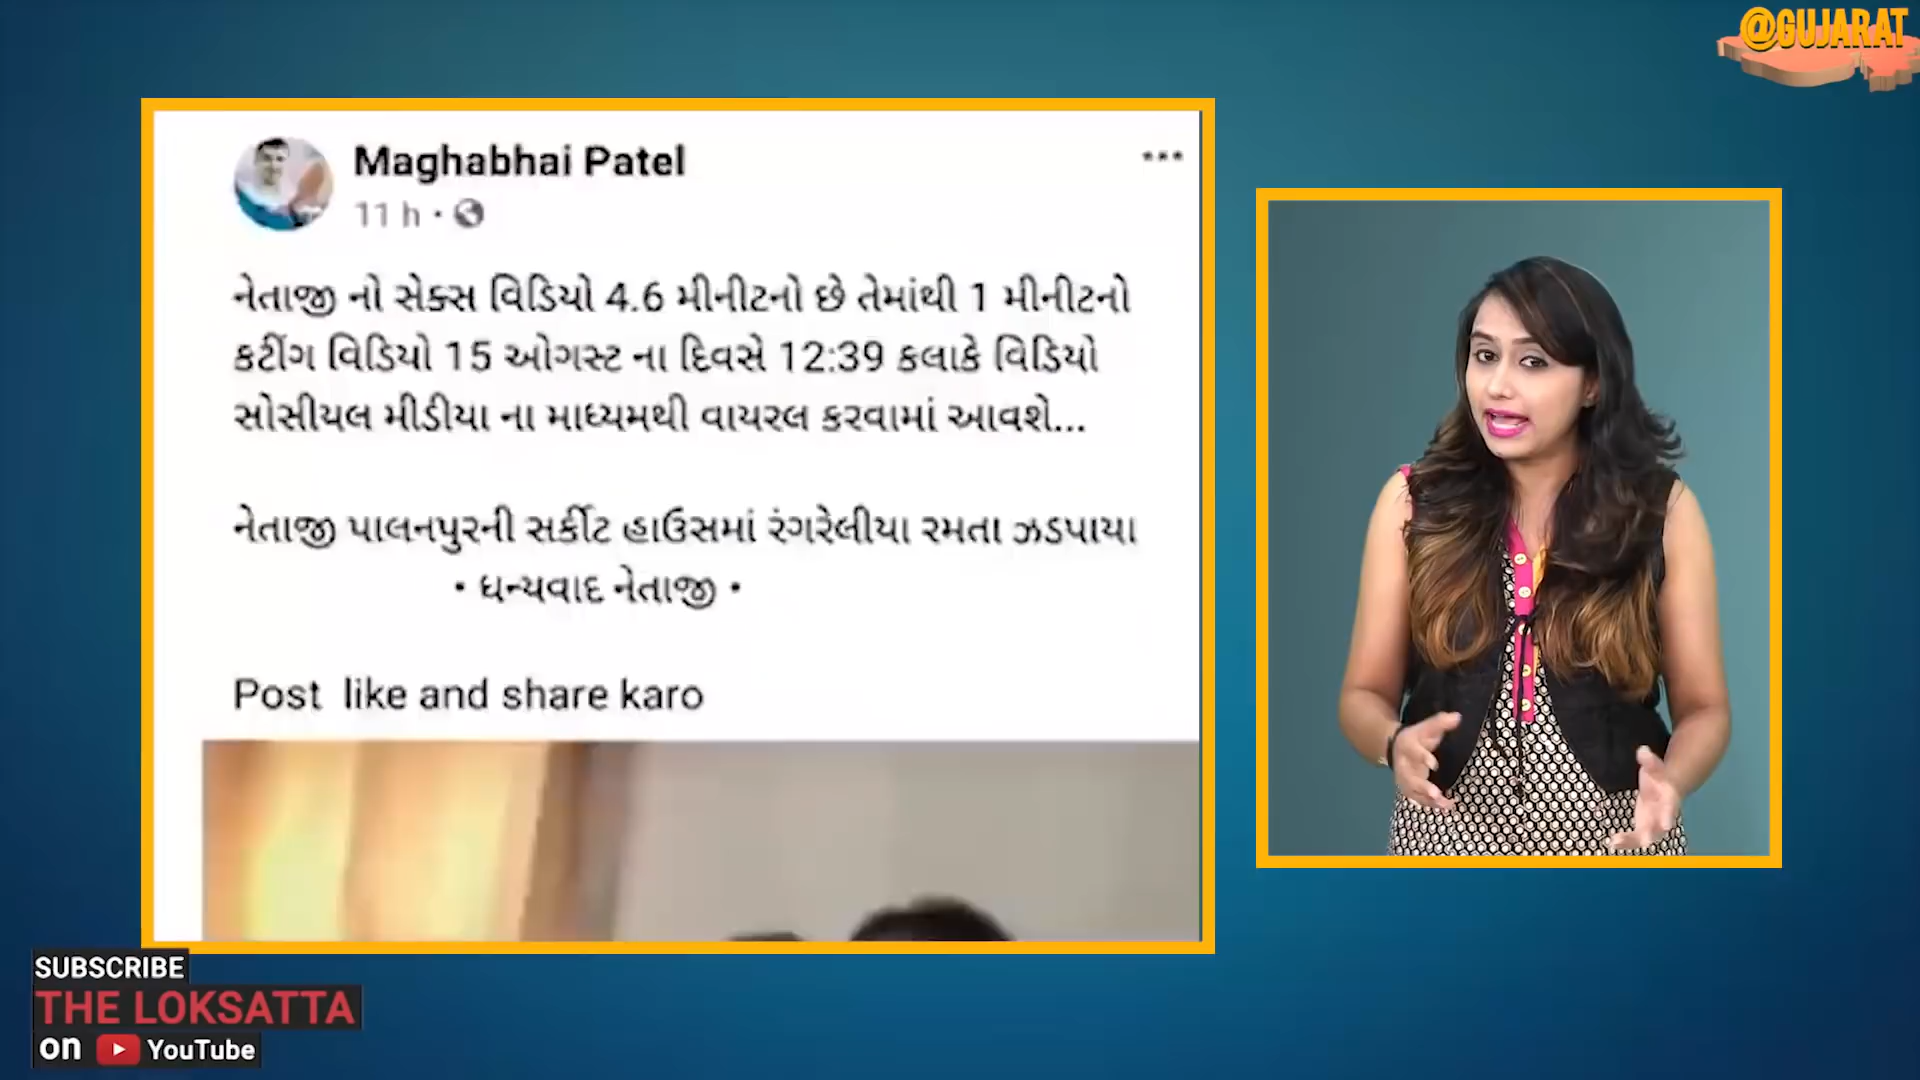 @GUJARAT
Maghabhai Patel
11 h
નેતાજી નો સેક્સ વિડિયો 4.6 મીનીટનો છે તેમાંથી 1 મીનીટનો
કટીંગ વિડિયો 15 ઓગસ્ટ ના દિવસે 12:39 કલાકે વિડિયો
સોસીયલ મીડીયા ના માધ્યમથી વાયરલ કરવામાં આવશે...
નેતાજી પાલનપુરની સર્કીટ હાઉસમાં રંગરેલીયા રમતા ઝડપાયા
• ધન્યવાદ નેતાજી •
Post like and share karo
SUBSCRIBE
THE LOKSATTA
on YouTube